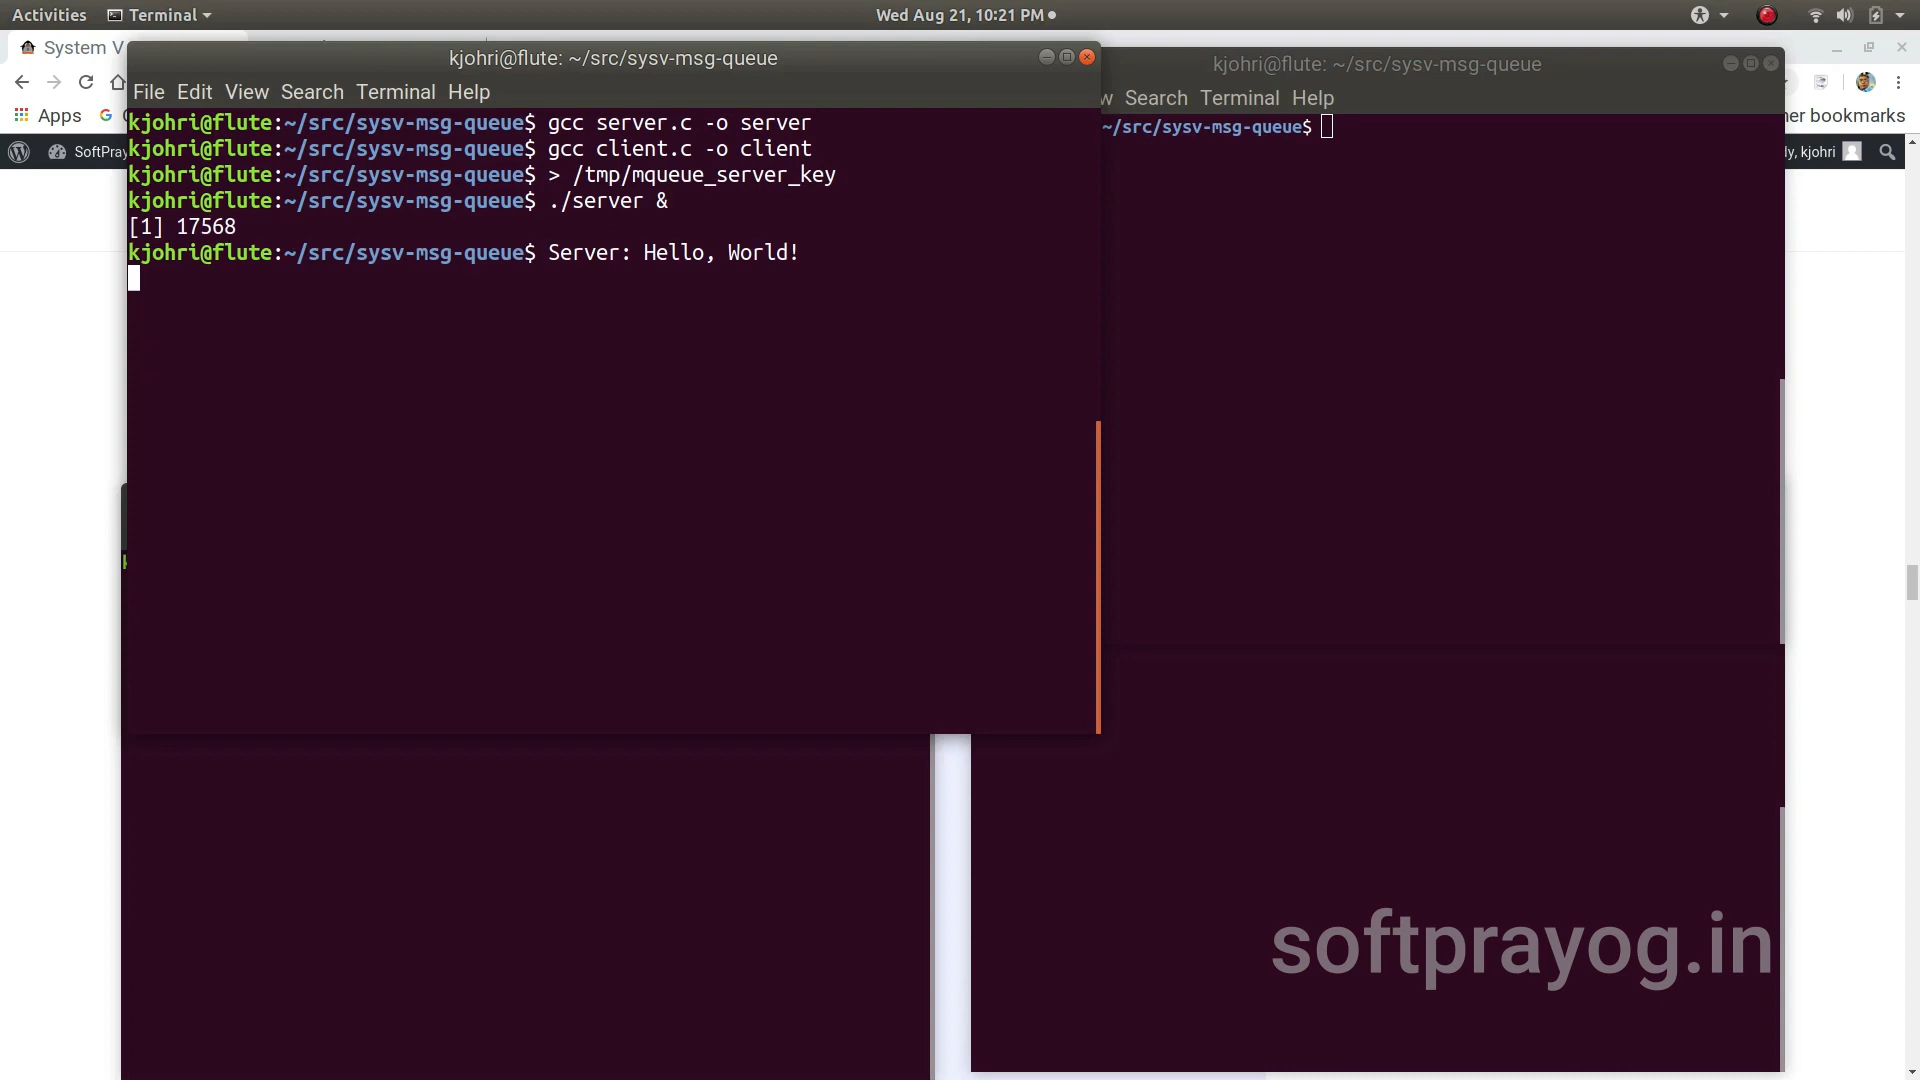 Activities Terminal Wed Aug 21, 10:21 PM
System V
kjohri@flute: ~/src/sysv-msg-queue
kjohri@flute: ~/src/sysv-msg-queue
File Edit View Search Terminal Help
w Search Terminal Help
Apps G
her bookmarks
SoftPray
ly, kjohri
kjohri@flute:~/src/sysv-msg-queue$ gcc server.c -o server
kjohri@flute:~/src/sysv-msg-queue$ gcc client.c -o client
kjohri@flute:~/src/sysv-msg-queue$ > /tmp/mqueue_server_key
kjohri@flute:~/src/sysv-msg-queue$ ./server &
[1] 17568
kjohri@flute:~/src/sysv-msg-queue$ Server: Hello, World!
~/src/sysv-msg-queue$
softprayog.in